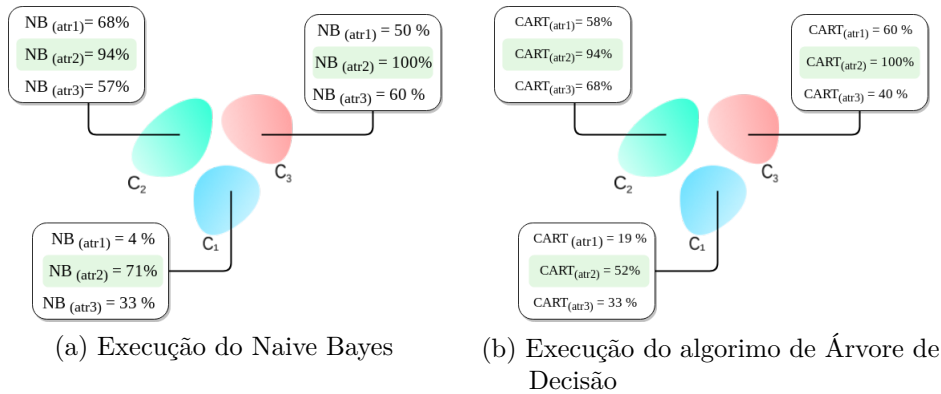 NB (atr1)= 68%
NB (atr2)= 94%
NB (atr3)= 57%
NB (atr1) = 50 %
NB (atr2) = 100%
NB (atr3) = 60 %
C2
C3
C1
NB (atr1) = 4 %
NB (atr2) = 71%
NB (atr3) = 33 %
(a) Execução do Naive Bayes
CART(atr1)= 58%
CART(atr2)= 94%
CART(atr3)= 68%
CART(atr1) = 60 %
CART(atr2) = 100%
CART(atr3) = 40 %
C2
C3
C1
CART (atr1) = 19 %
CART(atr2) = 52%
CART(atr3) = 33 %
(b) Execução do algorimo de Árvore de
Decisão